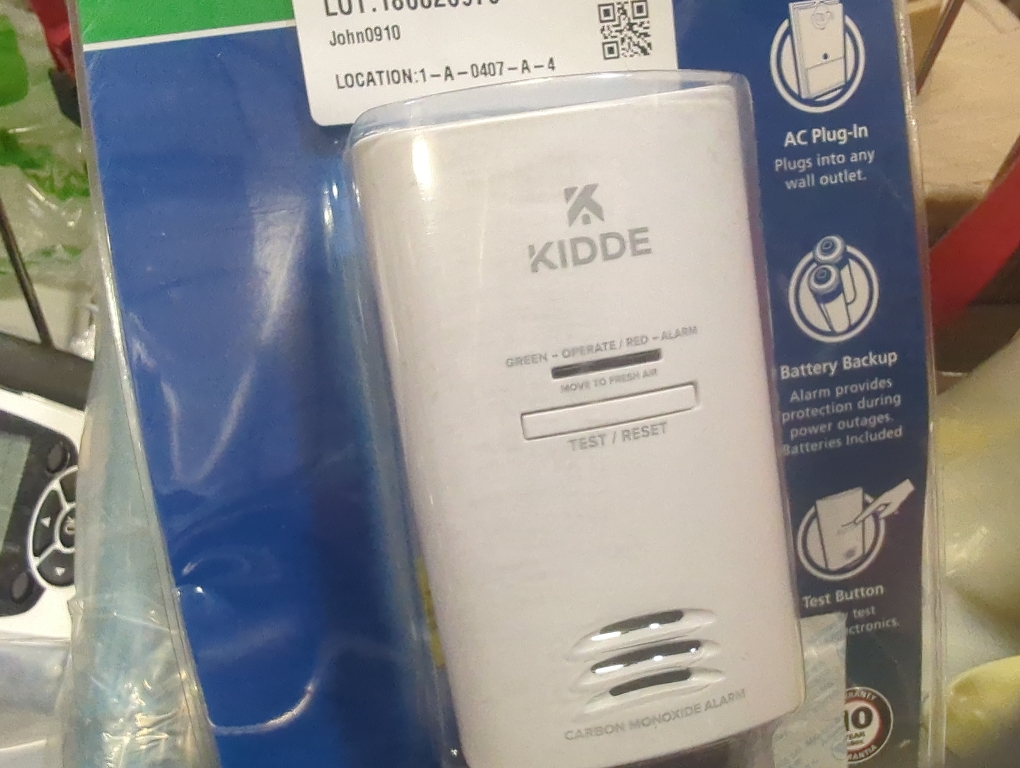 John0910
LOCATION:1-A-0407-A-4
KIDDE
GREEN - OPERATE / RED - ALARM
MOVE TO FRESH AIR
TEST / RESET
CARBON MONOXIDE ALARM
AC Plug-In
Plugs into any
wall outlet.
Battery Backup
Alarm provides
protection during
power outages.
Batteries Included
Test Button
test
10
YEAR